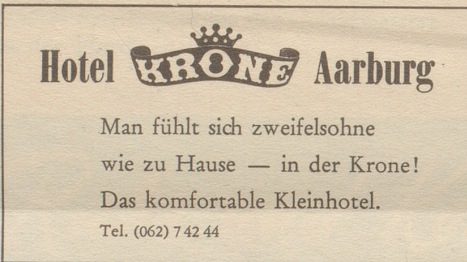 Hotel KRONE Aarburg
Man fühlt sich zweifelsohne
wie zu Hause — in der Krone!
Das komfortable Kleinhotel.
Tel. (062) 7 42 44